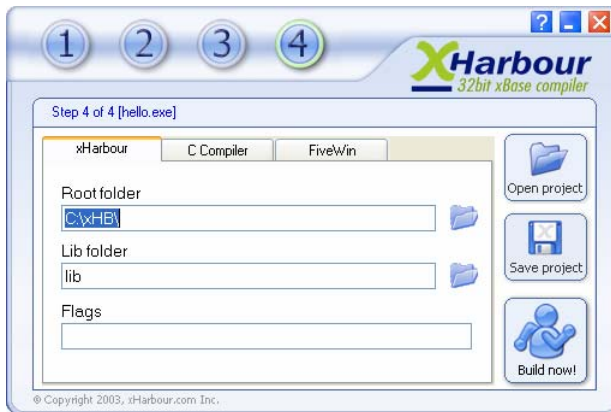 ?
1 2 3 4
xHarbour
32bit xBase compiler
Step 4 of 4 [hello.exe]
xHarbour C Compiler FiveWin
Root folder
C:\xHB\
Open project
Lib folder
lib
Save project
Flags
Build now!
© Copyright 2003, xHarbour.com Inc.